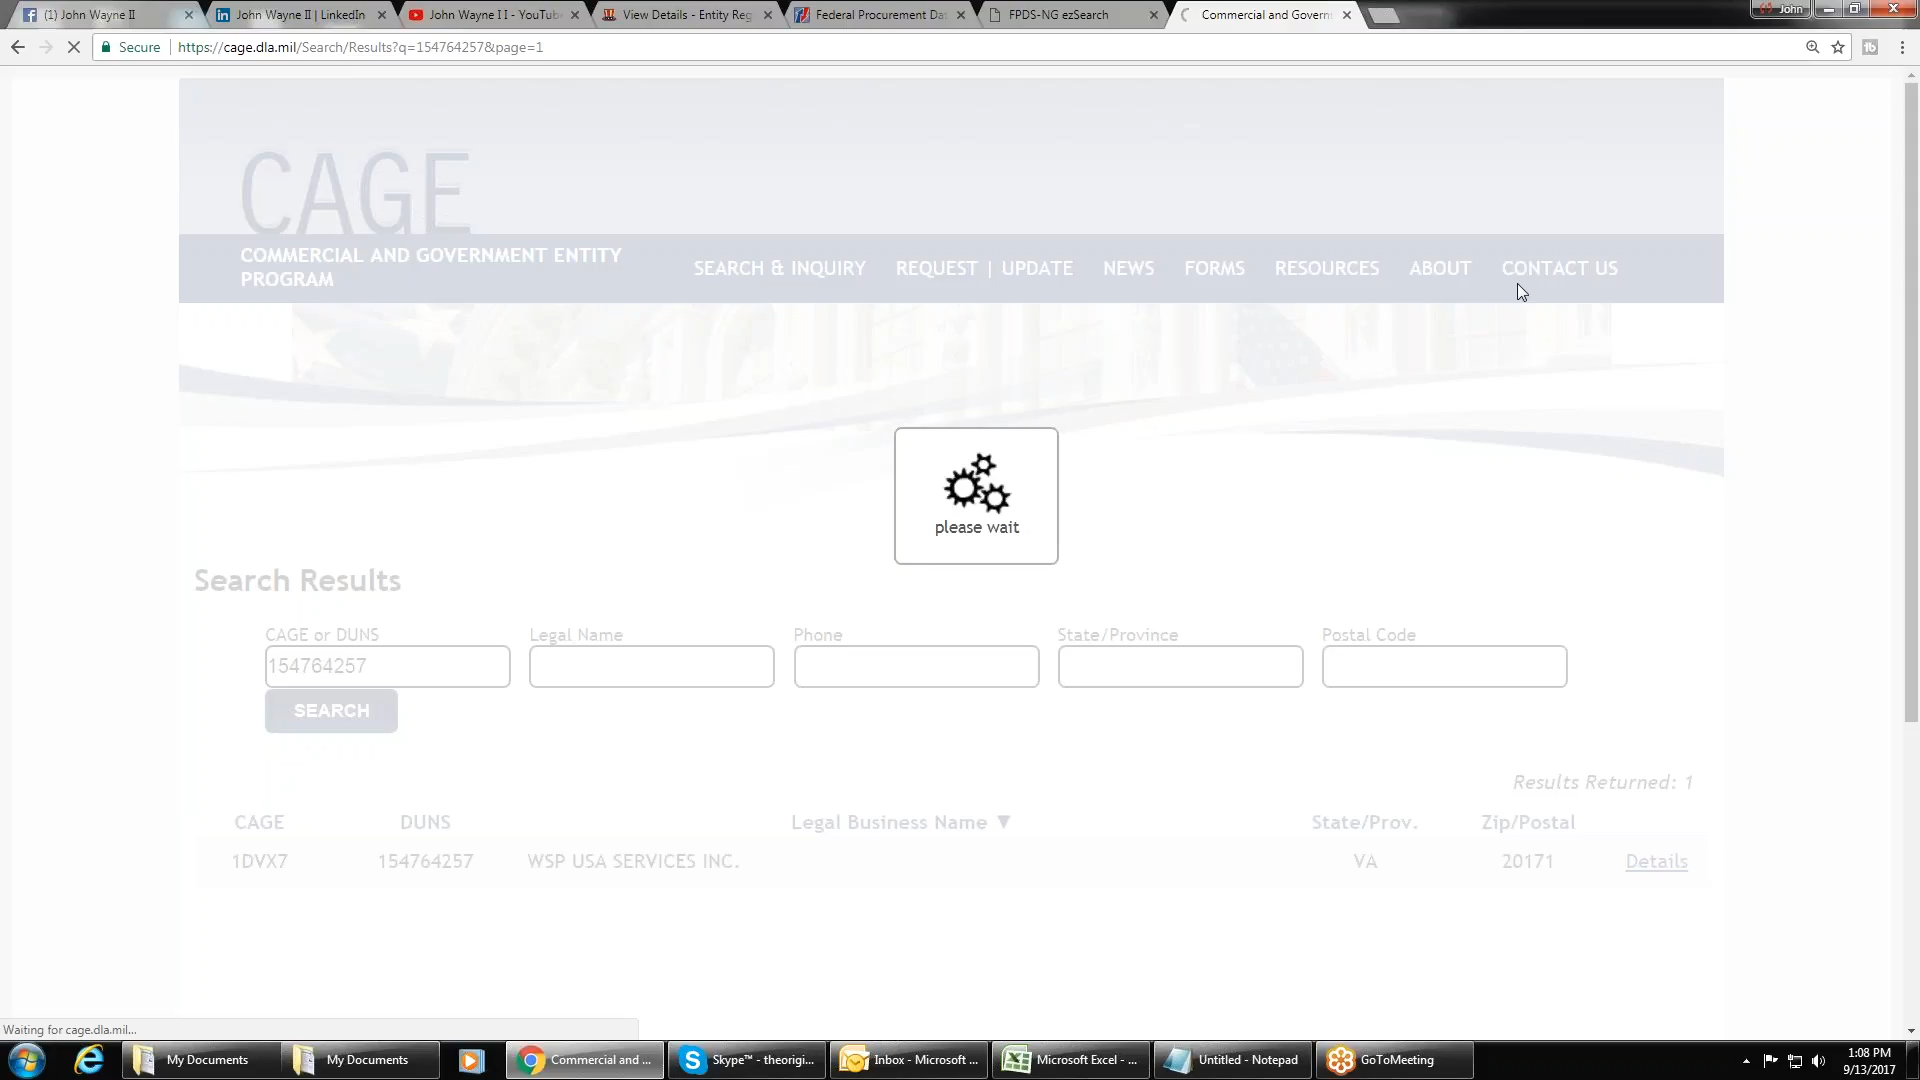 (1) John Wayne II
John Wayne II | LinkedIn
John Wayne I I - YouTube
View Details - Entity Reg
Federal Procurement Dat
FPDS-NG ezSearch
Commercial and Governm
John
Secure
https://cage.dla.mil/Search/Results?q=154764257&page=1
CAGE
COMMERCIAL AND GOVERNMENT ENTITY
PROGRAM
SEARCH & INQUIRY
REQUEST | UPDATE
NEWS
FORMS
RESOURCES
ABOUT
CONTACT US
please wait
Search Results
CAGE or DUNS
Legal Name
Phone
State/Province
Postal Code
154764257
SEARCH
Results Returned: 1
CAGE DUNS Legal Business Name ▼ State/Prov. Zip/Postal
1DVX7 154764257 WSP USA SERVICES INC. VA 20171 Details
Waiting for cage.dla.mil...
My Documents
My Documents
Commercial and ...
Skype™ - theorigi...
Inbox - Microsoft ...
Microsoft Excel - ...
Untitled - Notepad
GoToMeeting
1:08 PM
9/13/2017